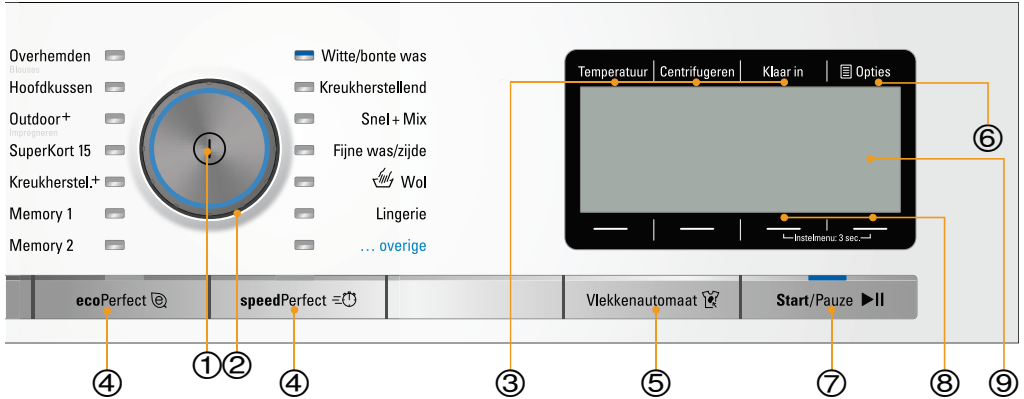 Overhemden
Blouses
Hoofdkussen
Outdoor+
Impregneren
SuperKort 15
Kreukherstel.+
Memory 1
Memory 2
Witte/bonte was
Kreukherstellend
Snel + Mix
Fijne was/zijde
Wol
Lingerie
... overige
Temperatuur
Centrifugeren
Klaar in
Opties
Instelmenu: 3 sec.
ecoPerfect
speedPerfect
Vlekkenautomaat
Start/Pauze
① ② ③ ④ ④ ⑤ ⑥ ⑦ ⑧ ⑨